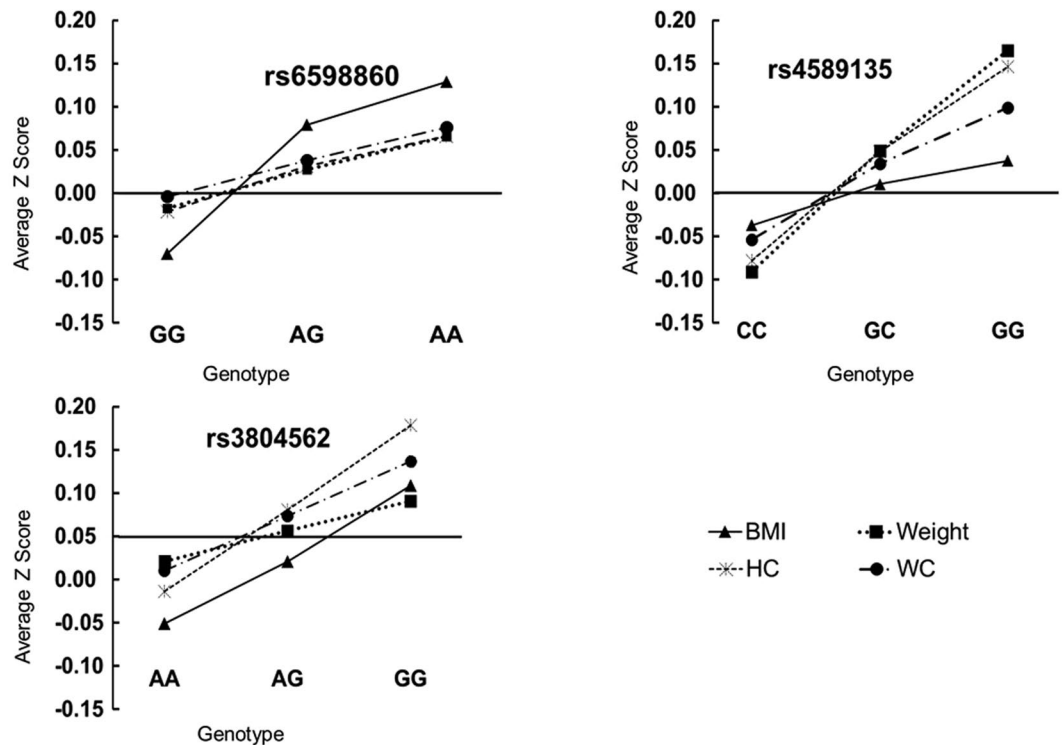 0.20
0.15
0.10
0.05
0.00
-0.05
-0.10
-0.15
Average Z Score
rs6598860
GG AG AA
Genotype
0.20
0.15
0.10
0.05
0.00
-0.05
-0.10
-0.15
Average Z Score
rs4589135
CC GC GG
Genotype
0.20
0.15
0.10
0.05
0.00
-0.05
-0.10
-0.15
Average Z Score
rs3804562
AA AG GG
Genotype
BMI Weight
HC WC